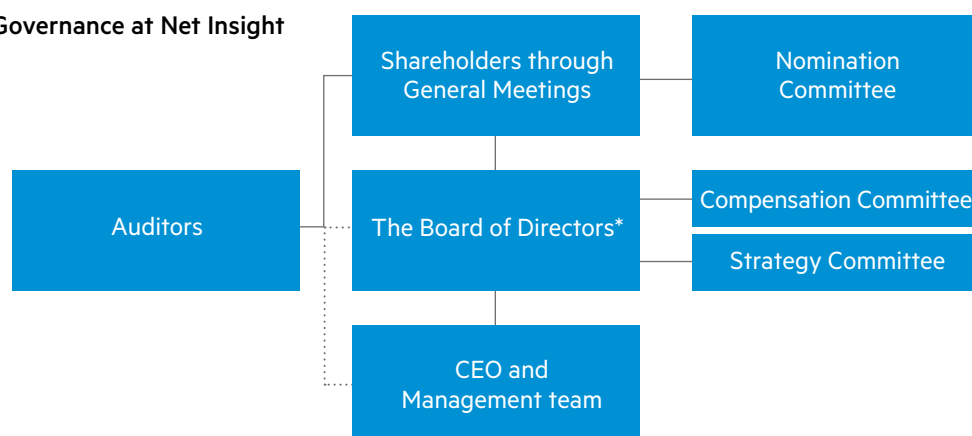 Governance at Net Insight
Shareholders through
General Meetings
Nomination
Committee
Auditors
The Board of Directors*
Compensation Committee
Strategy Committee
CEO and
Management team